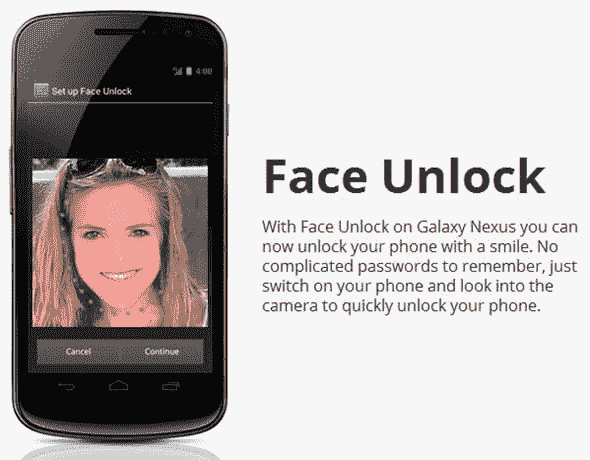 4:00
Set up Face Unlock
Face Unlock
With Face Unlock on Galaxy Nexus you can
now unlock your phone with a smile. No
complicated passwords to remember, just
switch on your phone and look into the
camera to quickly unlock your phone.
Cancel Continue